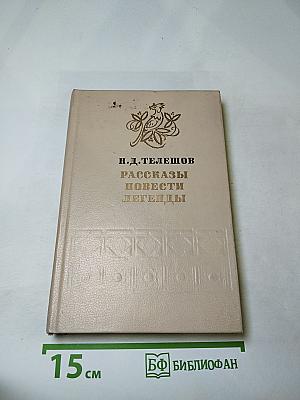 Н.Д.ТЕЛЕШОВ
РАССКАЗЫ
ПОВЕСТИ
ЛЕГЕНДЫ
15 см
БФ БИБЛИОФАН